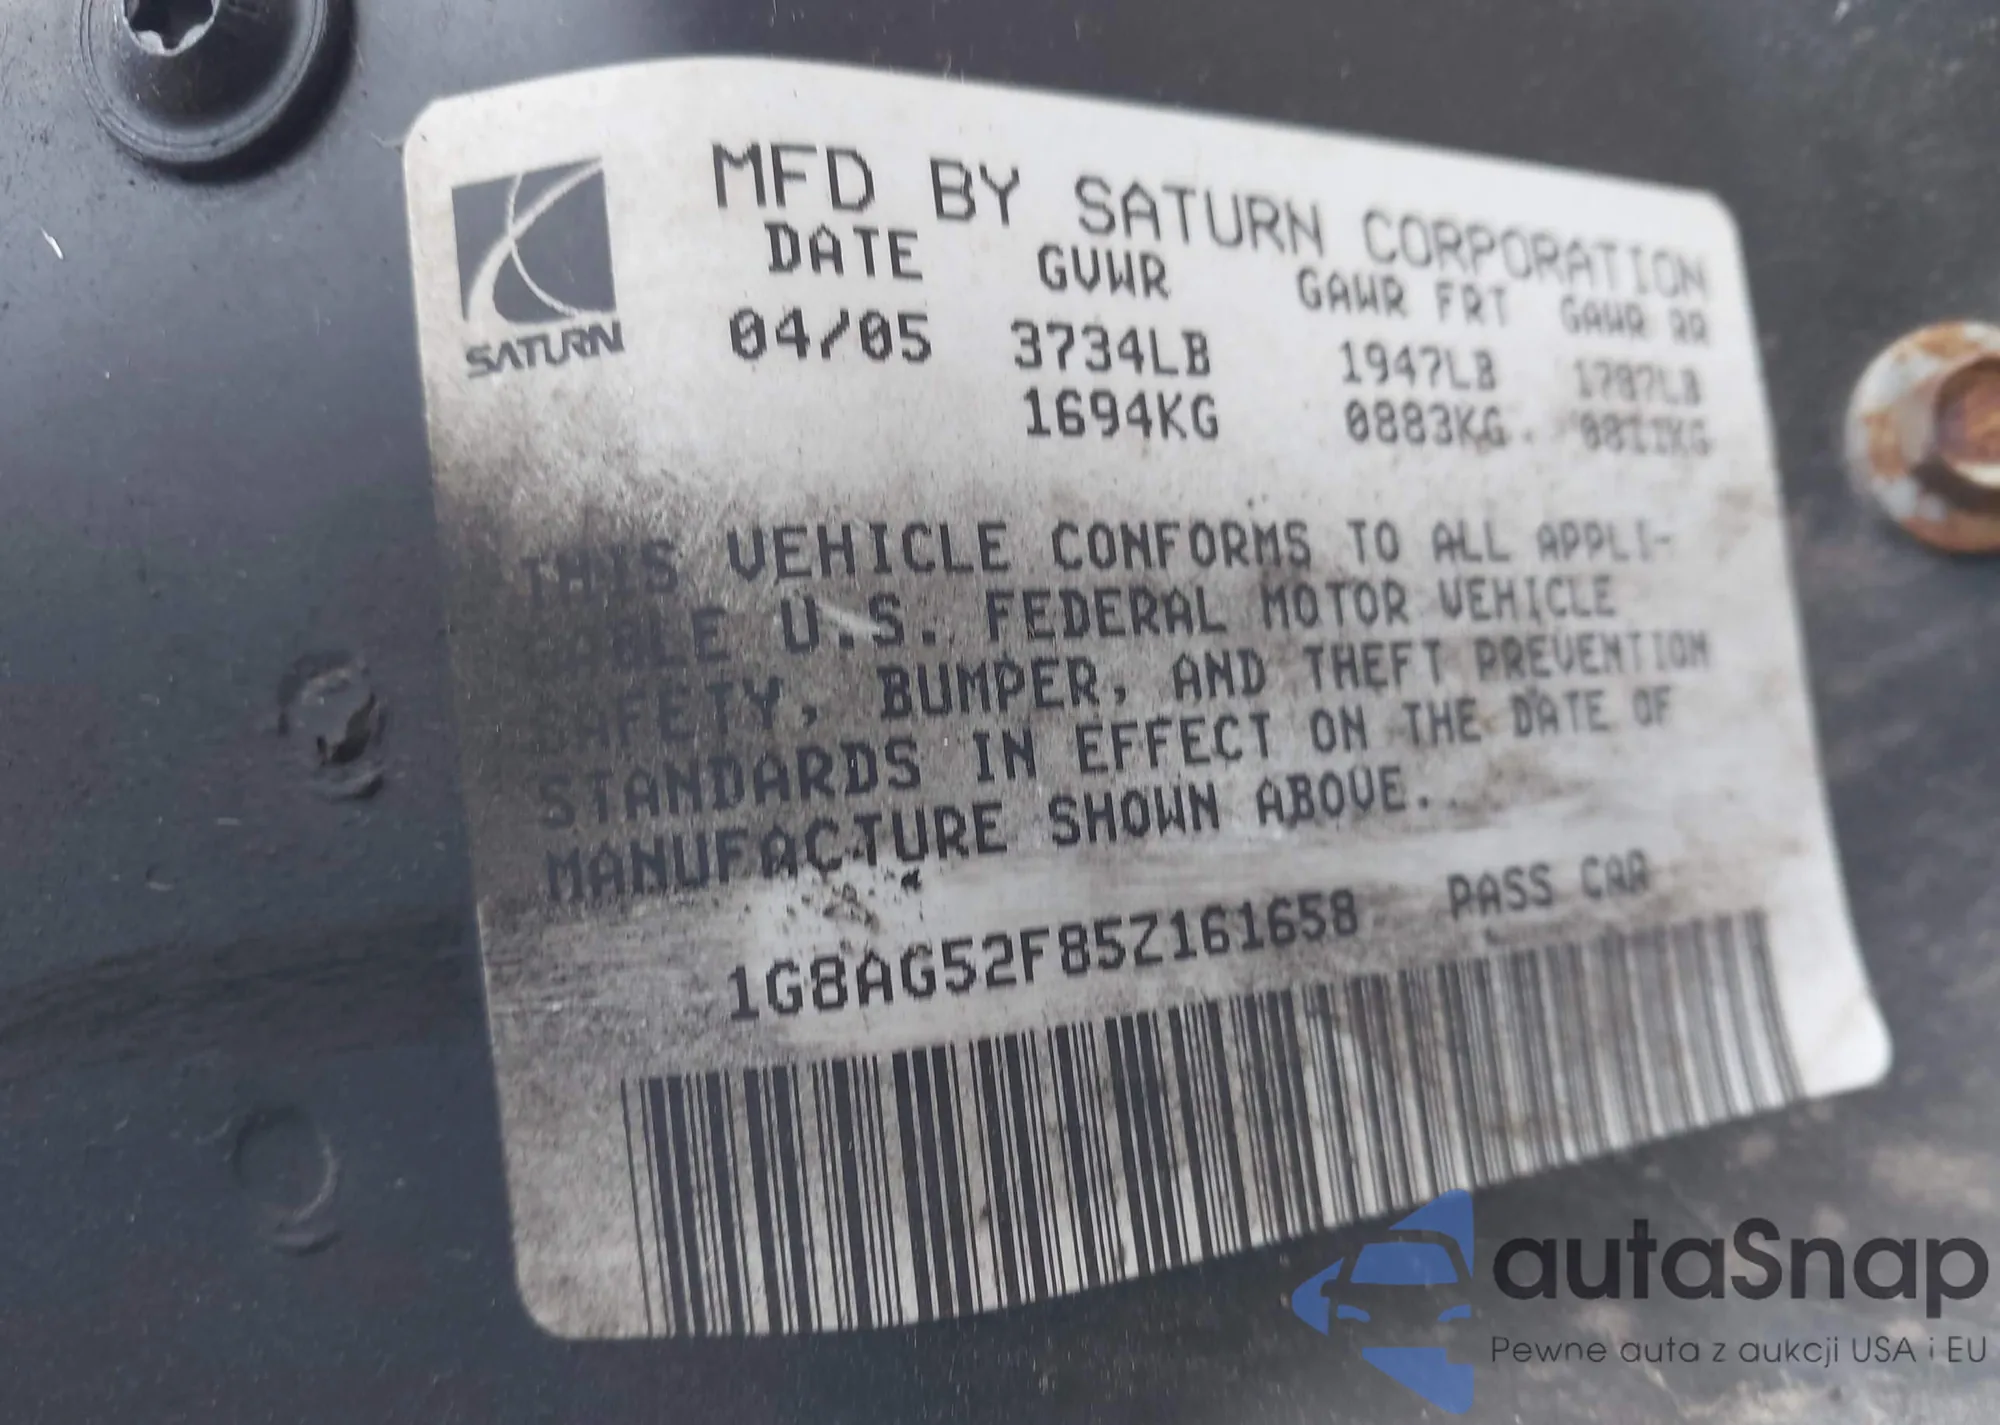 MFD BY SATURN CORPORATION
DATE GVWR GAWR FRT GAWR RR
04/05 3734LB 1947LB 1787LB
1694KG 0883KG 0811KG
SATURN
THIS VEHICLE CONFORMS TO ALL APPLI-
CABLE U.S. FEDERAL MOTOR VEHICLE
SAFETY, BUMPER, AND THEFT PREVENTION
STANDARDS IN EFFECT ON THE DATE OF
MANUFACTURE SHOWN ABOVE.
1G8AG52F85Z161658 PASS CAR
autaSnap
Pewne auta z aukcji USA i EU